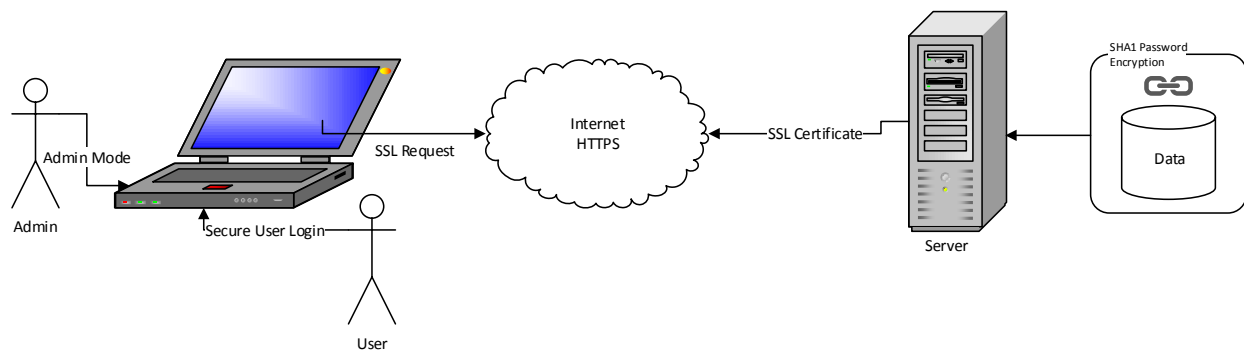 SHA1 Password
Encryption
Internet
HTTPS
SSL Request
SSL Certificate
Data
Admin Mode
Admin
Secure User Login
Server
User